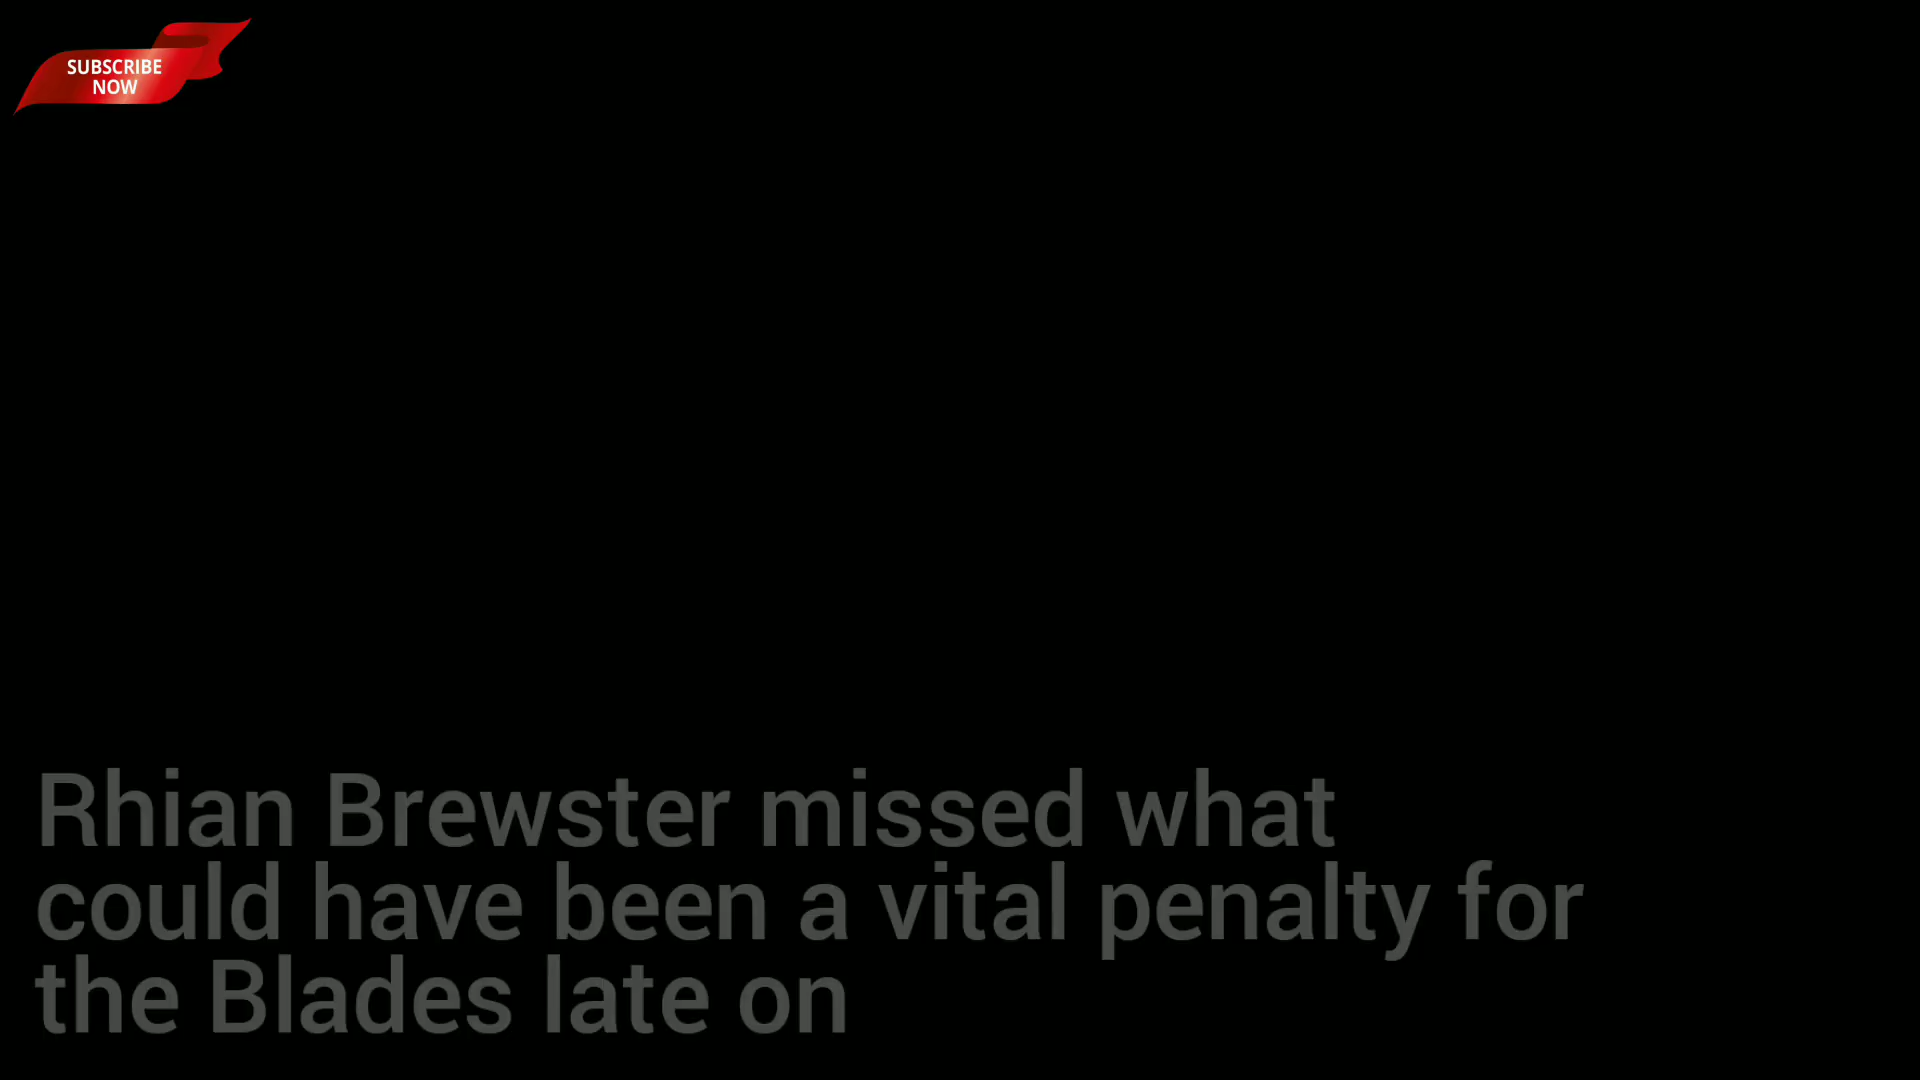 SUBSCRIBE
NOW
Rhian Brewster missed what
could have been a vital penalty for
the Blades late on